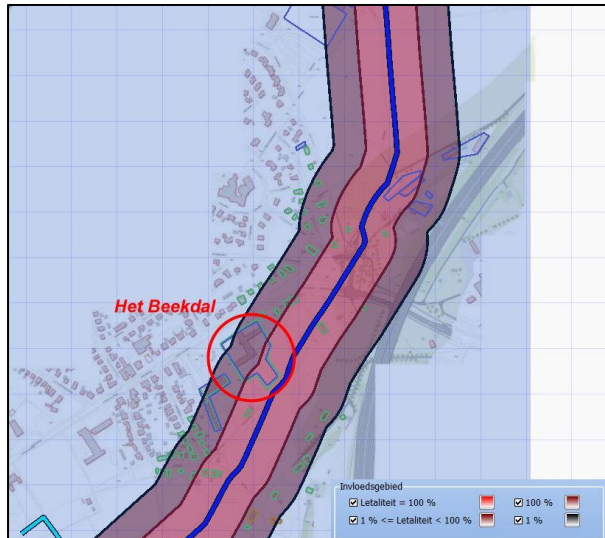 Het Beekdal
Invloedsgebied
Letaliteit = 100 % 100 %
1 % <= Letaliteit < 100 % 1 %